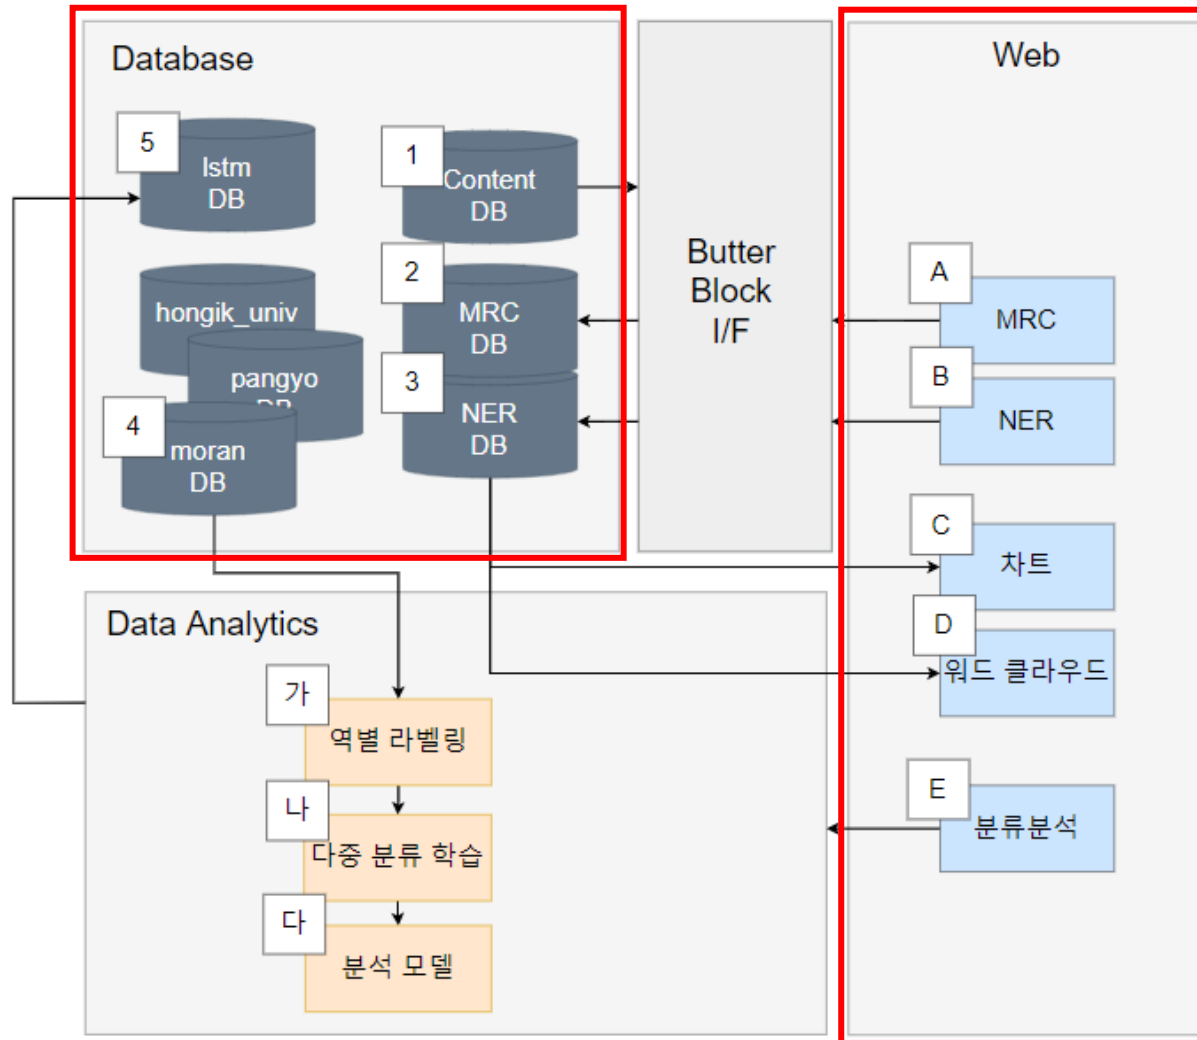 Database
5
lstm
DB
1
Content
DB
hongik_univ
2
MRC
DB
pangyo
DB
3
NER
DB
4
moran
DB
Butter
Block
I/F
Web
A
MRC
B
NER
C
차트
D
워드 클라우드
E
분류분석
Data Analytics
가
역별 라벨링
나
다중 분류 학습
다
분석 모델